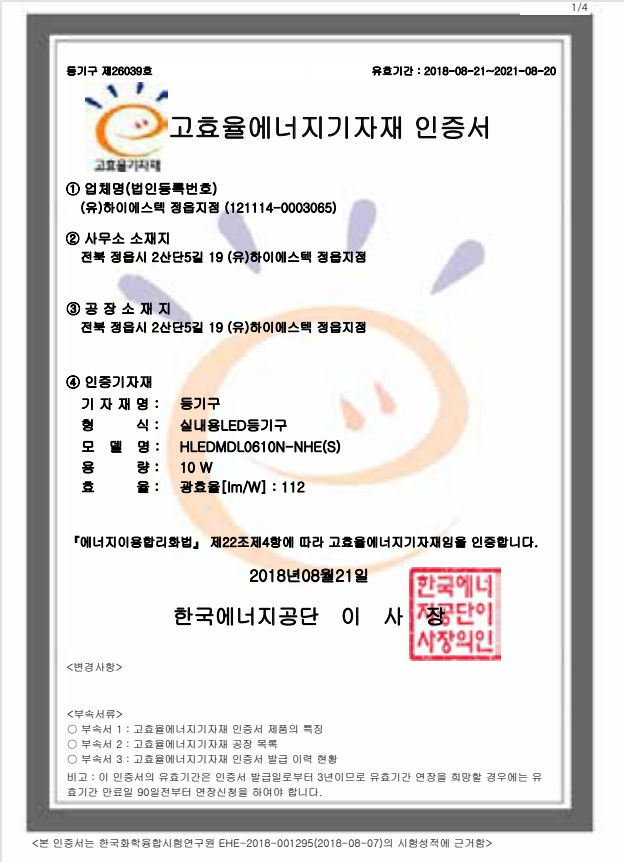 1/4
등기구 제26039호
유효기간 : 2018-08-21~2021-08-20
고효율기자재
고효율에너지기자재 인증서
① 업체명(법인등록번호)
(유)하이에스텍 정읍지점 (121114-0003065)
② 사무소 소재지
전북 정읍시 2산단5길 19 (유)하이에스텍 정읍지점
③ 공 장 소 재 지
전북 정읍시 2산단5길 19 (유)하이에스텍 정읍지점
④ 인증기자재
기 자 재 명 : 등기구
형 식 : 실내용LED등기구
모 델 명 : HLEDMDL0610N-NHE(S)
용 량 : 10 W
효 율 : 광효율[lm/W] : 112
『에너지이용합리화법』 제22조제4항에 따라 고효율에너지기자재임을 인증합니다.
2018년08월21일
한국에너지공단 이 사 장
한국에너
지공단이
사장의인
<변경사항>
<부속서류>
○ 부속서 1 : 고효율에너지기자재 인증서 제품의 특징
○ 부속서 2 : 고효율에너지기자재 공장 목록
○ 부속서 3 : 고효율에너지기자재 인증서 발급 이력 현황
비고 : 이 인증서의 유효기간은 인증서 발급일로부터 3년이므로 유효기간 연장을 희망할 경우에는 유
효기간 만료일 90일전부터 연장신청을 하여야 합니다.
<본 인증서는 한국화학융합시험연구원 EHE-2018-001295(2018-08-07)의 시험성적에 근거함>